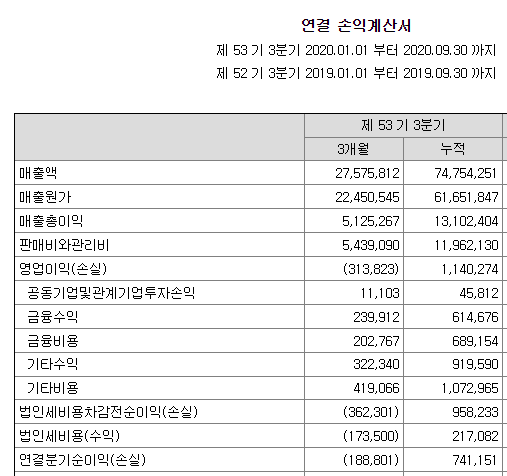 연결 손익계산서
제 53 기 3분기 2020.01.01 부터 2020.09.30 까지
제 52 기 3분기 2019.01.01 부터 2019.09.30 까지
제 53 기 3분기
3개월 누적
매출액 27,575,812 74,754,251
매출원가 22,450,545 61,651,847
매출총이익 5,125,267 13,102,404
판매비와관리비 5,439,090 11,962,130
영업이익(손실) (313,823) 1,140,274
공동기업및관계기업투자손익 11,103 45,812
금융수익 239,912 614,676
금융비용 202,767 689,154
기타수익 322,340 919,590
기타비용 419,066 1,072,965
법인세비용차감전순이익(손실) (362,301) 958,233
법인세비용(수익) (173,500) 217,082
연결분기순이익(손실) (188,801) 741,151